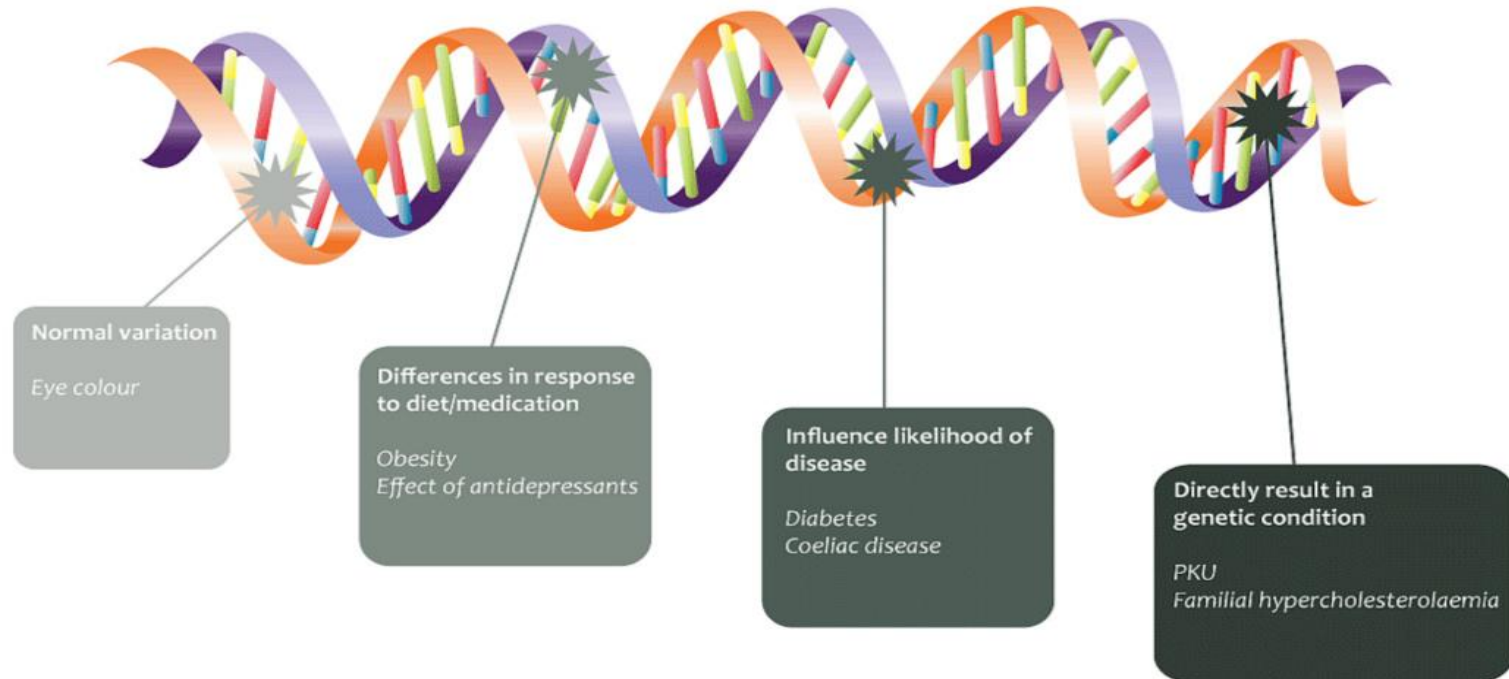 Normal variation
Eye colour
Differences in response
to diet/medication
Obesity
Effect of antidepressants
Influence likelihood of
disease
Diabetes
Coeliac disease
Directly result in a
genetic condition
PKU
Familial hypercholesterolaemia